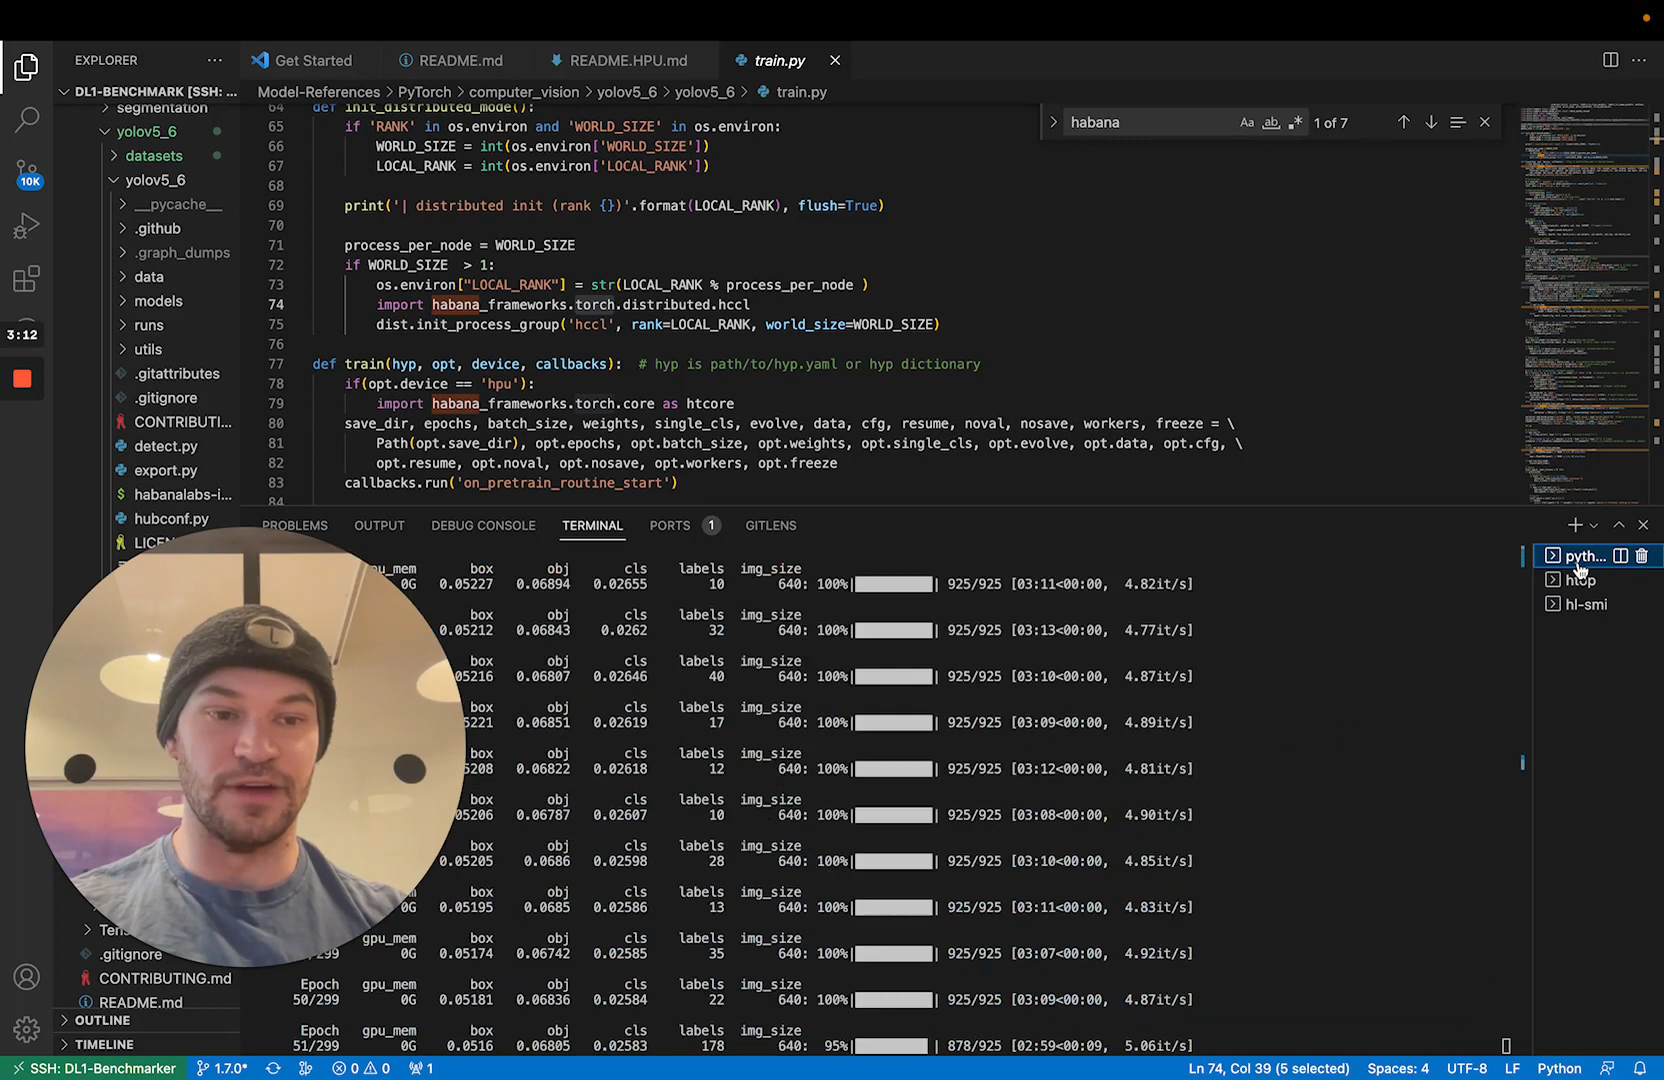 EXPLORER
Get Started
README.md
README.HPU.md
train.py
DL1-BENCHMARK [SSH: ...
Model-References > PyTorch > computer_vision > yolov5_6 > yolov5_6 > train.py
habana
Aa
ab
1 of 7
segmentation
yolov5_6
datasets
yolov5_6
__pycache__
.github
.graph_dumps
data
models
runs
utils
.gitattributes
.gitignore
CONTRIBUTI...
detect.py
export.py
habanalabs-i...
hubconf.py
.gitignore
CONTRIBUTING.md
README.md
OUTLINE
TIMELINE
10K
3:12
64 def init_distributed_mode():
65 if 'RANK' in os.environ and 'WORLD_SIZE' in os.environ:
66 WORLD_SIZE = int(os.environ['WORLD_SIZE'])
67 LOCAL_RANK = int(os.environ['LOCAL_RANK'])
68
69 print('| distributed init (rank {})'.format(LOCAL_RANK), flush=True)
70
71 process_per_node = WORLD_SIZE
72 if WORLD_SIZE > 1:
73 os.environ["LOCAL_RANK"] = str(LOCAL_RANK % process_per_node )
74 import habana_frameworks.torch.distributed.hccl
75 dist.init_process_group('hccl', rank=LOCAL_RANK, world_size=WORLD_SIZE)
76
77 def train(hyp, opt, device, callbacks): # hyp is path/to/hyp.yaml or hyp dictionary
78 if(opt.device == 'hpu'):
79 import habana_frameworks.torch.core as htcore
80 save_dir, epochs, batch_size, weights, single_cls, evolve, data, cfg, resume, noval, nosave, workers, freeze = \
81 Path(opt.save_dir), opt.epochs, opt.batch_size, opt.weights, opt.single_cls, opt.evolve, opt.data, opt.cfg, \
82 opt.resume, opt.noval, opt.nosave, opt.workers, opt.freeze
83 callbacks.run('on_pretrain_routine_start')
84
PROBLEMS OUTPUT DEBUG CONSOLE TERMINAL PORTS 1 GITLENS
pyth...
htop
hl-smi
box obj cls labels img_size
0G 0.05227 0.06894 0.02655 10 640: 100%| | 925/925 [03:11<00:00, 4.82it/s]
box obj cls labels img_size
0.05212 0.06843 0.0262 32 640: 100%| | 925/925 [03:13<00:00, 4.77it/s]
box obj cls labels img_size
5216 0.06807 0.02646 40 640: 100%| | 925/925 [03:10<00:00, 4.87it/s]
box obj cls labels img_size
5221 0.06851 0.02619 17 640: 100%| | 925/925 [03:09<00:00, 4.89it/s]
box obj cls labels img_size
5208 0.06822 0.02618 12 640: 100%| | 925/925 [03:12<00:00, 4.81it/s]
box obj cls labels img_size
5206 0.06787 0.02607 10 640: 100%| | 925/925 [03:08<00:00, 4.90it/s]
box obj cls labels img_size
0.05205 0.0686 0.02598 28 640: 100%| | 925/925 [03:10<00:00, 4.85it/s]
box obj cls labels img_size
0G 0.05195 0.0685 0.02586 13 640: 100%| | 925/925 [03:11<00:00, 4.83it/s]
gpu_mem box obj cls labels img_size
/299 0G 0.05174 0.06742 0.02585 35 640: 100%| | 925/925 [03:07<00:00, 4.92it/s]
Epoch gpu_mem box obj cls labels img_size
50/299 0G 0.05181 0.06836 0.02584 22 640: 100%| | 925/925 [03:09<00:00, 4.87it/s]
Epoch gpu_mem box obj cls labels img_size
51/299 0G 0.0516 0.06805 0.02583 178 640: 95%| | 878/925 [02:59<00:09, 5.06it/s]
SSH: DL1-Benchmarker 1.7.0* 0 0 1 Ln 74, Col 39 (5 selected) Spaces: 4 UTF-8 LF Python